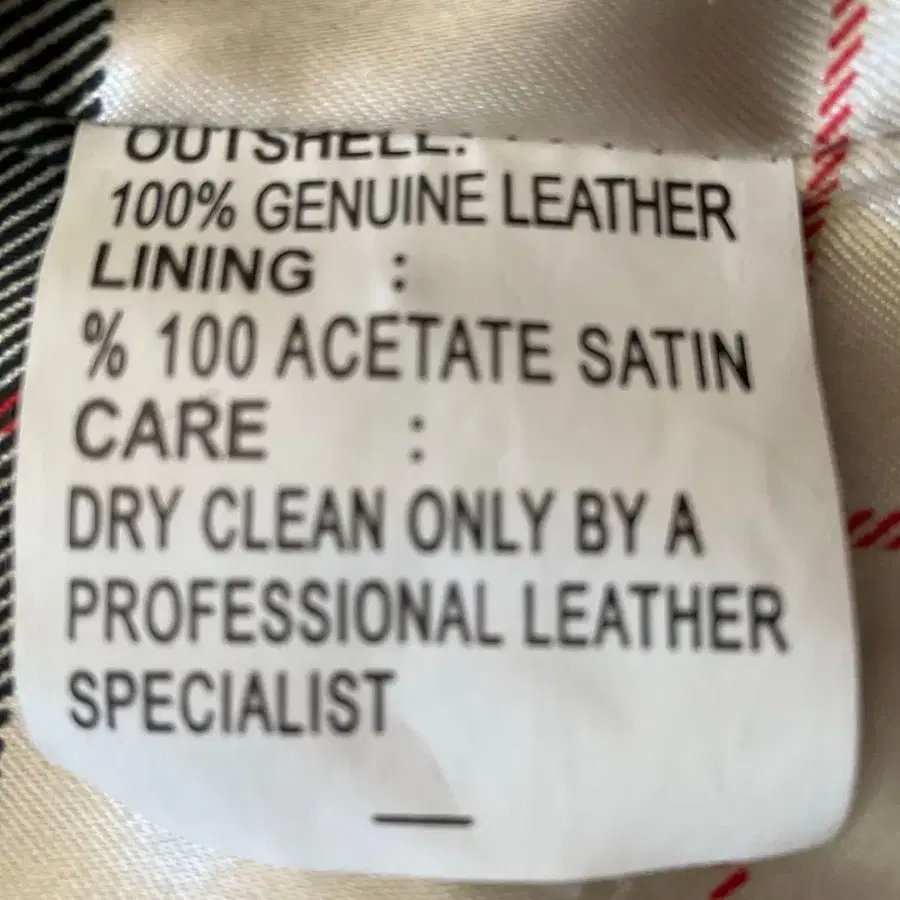 OUTSHELL:
100% GENUINE LEATHER
LINING :
% 100 ACETATE SATIN
CARE :
DRY CLEAN ONLY BY A
PROFESSIONAL LEATHER
SPECIALIST